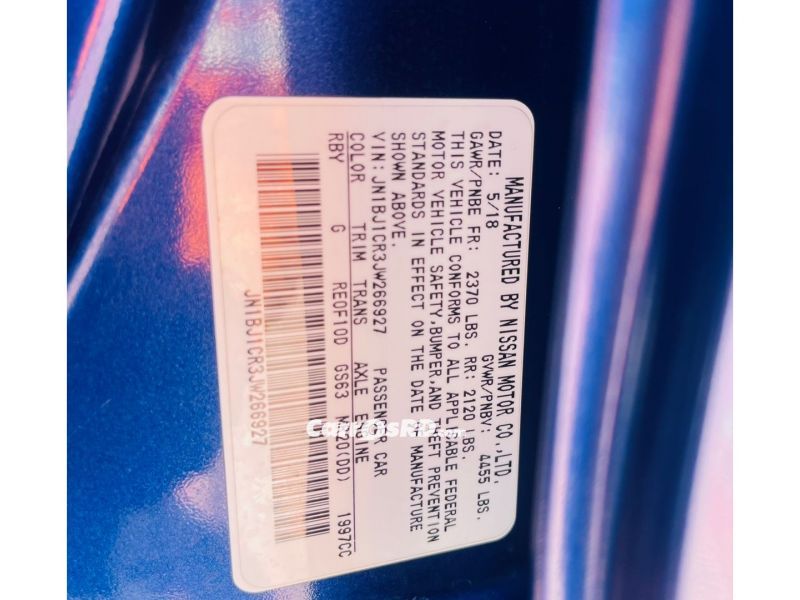 MANUFACTURED BY NISSAN MOTOR CO.,LTD.
DATE: 5/18 GVWR/PNBV: 4455 LBS.
GAWR/PNBE FR: 2370 LBS. RR: 2120 LBS.
THIS VEHICLE CONFORMS TO ALL APPLICABLE FEDERAL
MOTOR VEHICLE SAFETY,BUMPER,AND THEFT PREVENTION
STANDARDS IN EFFECT ON THE DATE OF MANUFACTURE
SHOWN ABOVE.
VIN:JN1BJ1CR3JW266927 PASSENGER CAR
COLOR TRIM TRANS AXLE ENGINE
RBY G RE0F10D GS63 MR20(DD) 1997CC
JN1BJ1CR3JW266927
CarrosRD.com